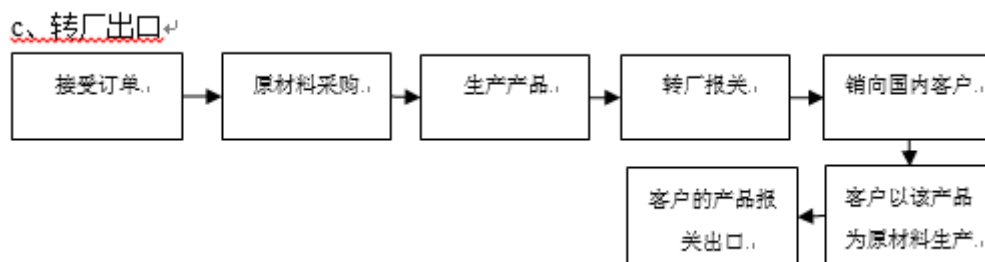 c、转厂出口
接受订单
原材料采购
生产产品
转厂报关
销向国内客户
客户以该产品
为原材料生产
客户的产品报
关出口